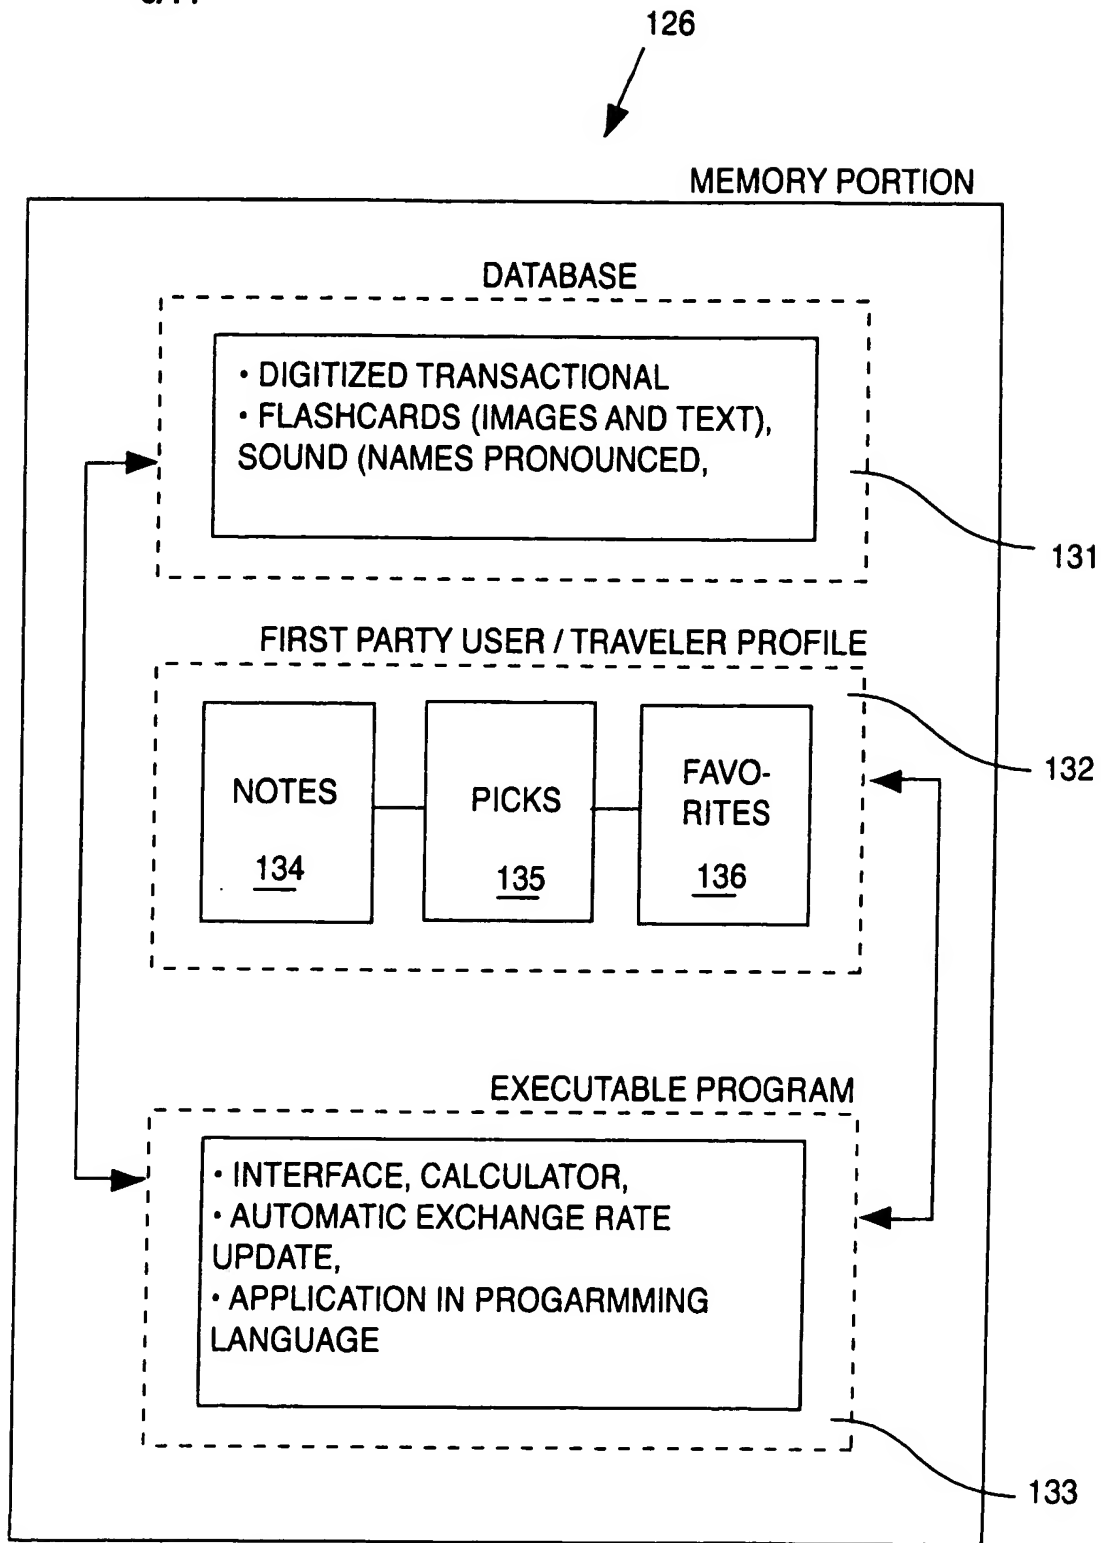 126
MEMORY PORTION
DATABASE
· DIGITIZED TRANSACTIONAL
· FLASHCARDS (IMAGES AND TEXT),
SOUND (NAMES PRONOUNCED,
131
FIRST PARTY USER / TRAVELER PROFILE
132
NOTES
134
PICKS
135
FAVO-
RITES
136
EXECUTABLE PROGRAM
· INTERFACE, CALCULATOR,
· AUTOMATIC EXCHANGE RATE
UPDATE,
· APPLICATION IN PROGARMMING
LANGUAGE
133